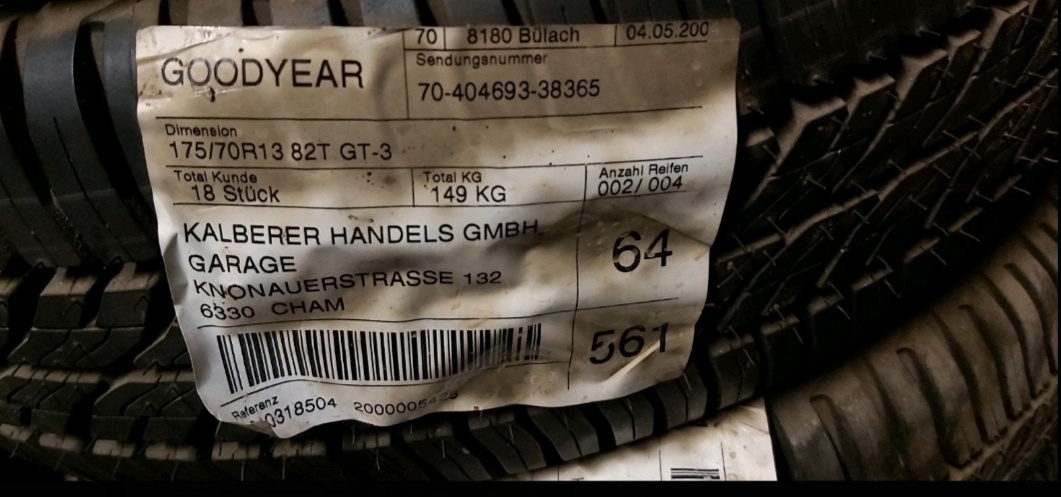 70 8180 Bülach 04.05.200
GOODYEAR
Sendungsnummer
70-404693-38365
Dimension
175/70R13 82T GT-3
Total Kunde Total KG Anzahl Reifen
18 Stück 149 KG 002/ 004
KALBERER HANDELS GMBH
GARAGE
KNONAUERSTRASSE 132
6330 CHAM
64
561
Referenz
0318504